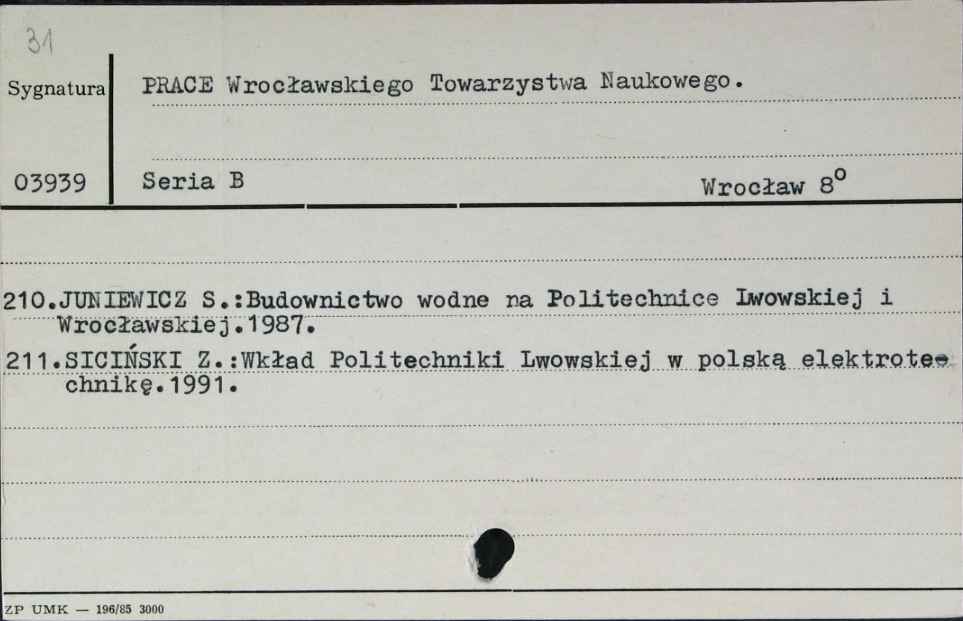 31
Sygnatura
PRACE Wrocławskiego Towarzystwa Naukowego.
03939
Seria B
Wrocław 8º
210.JUNIEWICZ S.:Budownictwo wodne na Politechnice Lwowskiej i
Wrocławskiej.1987.
211.SICIŃSKI Z.:Wkład Politechniki Lwowskiej w polską elektrote
chnikę.1991.
ZP UMK — 196/85 3000